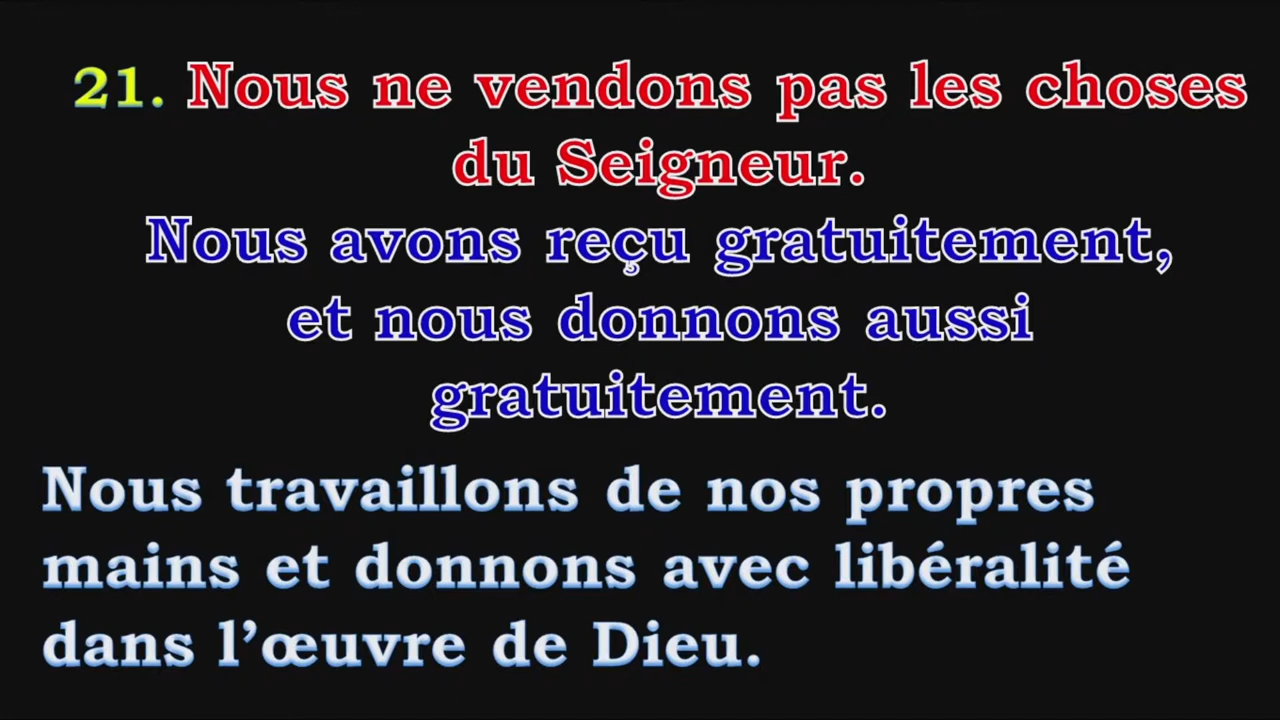 21. Nous ne vendons pas les choses
du Seigneur.
Nous avons reçu gratuitement,
et nous donnons aussi
gratuitement.
Nous travaillons de nos propres
mains et donnons avec libéralité
dans l’œuvre de Dieu.